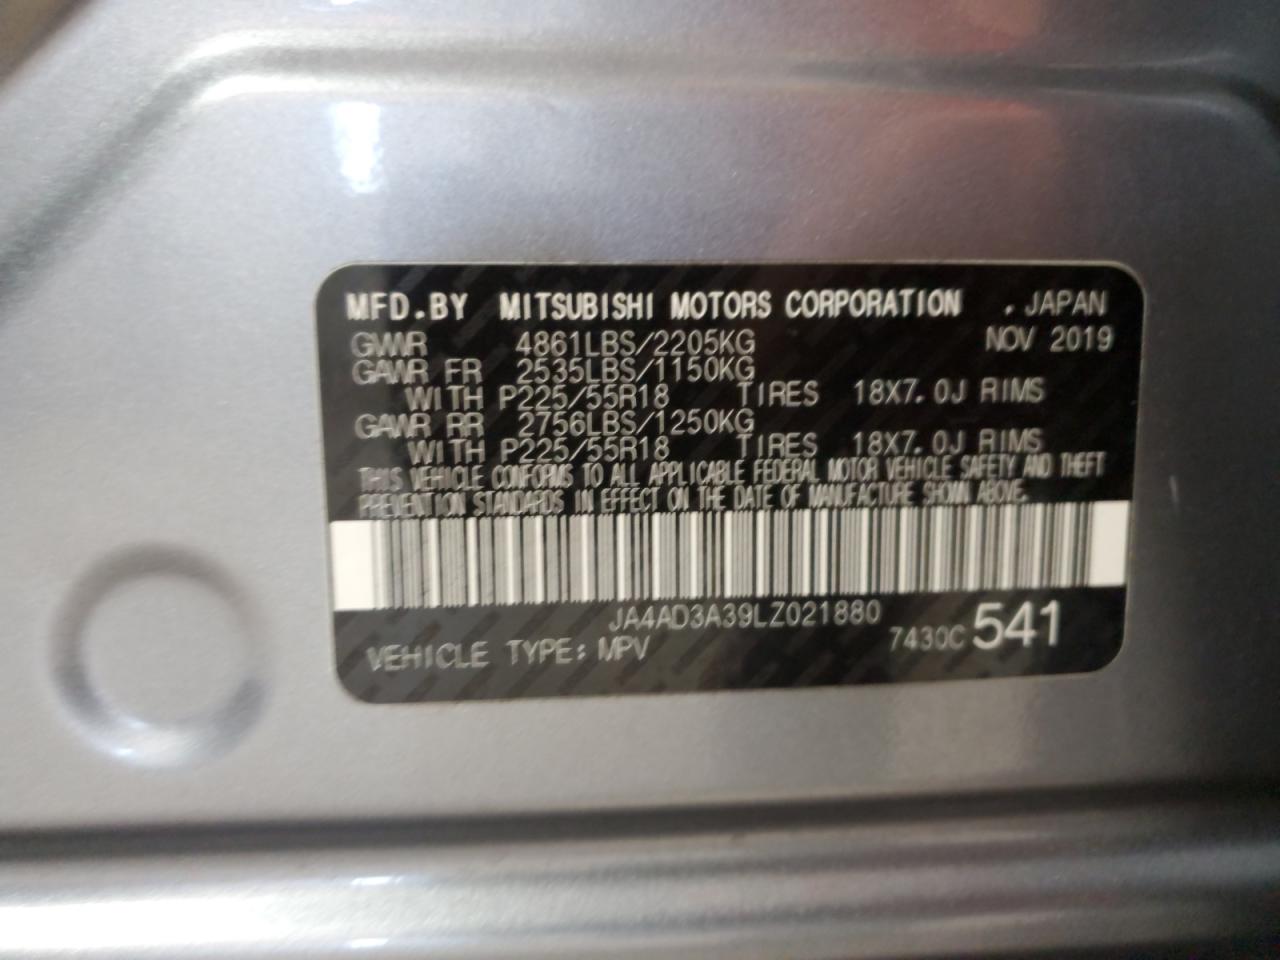 MFD.BY MITSUBISHI MOTORS CORPORATION . JAPAN
GVWR 4861LBS/2205KG NOV 2019
GAWR FR 2535LBS/1150KG
WITH P225/55R18 TIRES 18X7.0J RIMS
GAWR RR 2756LBS/1250KG
WITH P225/55R18 TIRES 18X7.0J RIMS
THIS VEHICLE CONFORMS TO ALL APPLICABLE FEDERAL MOTOR VEHICLE SAFETY AND THEFT
PREVENTION STANDARDS IN EFFECT ON THE DATE OF MANUFACTURE SHOWN ABOVE.
JA4AD3A39LZ021880
VEHICLE TYPE: MPV 7430C 541